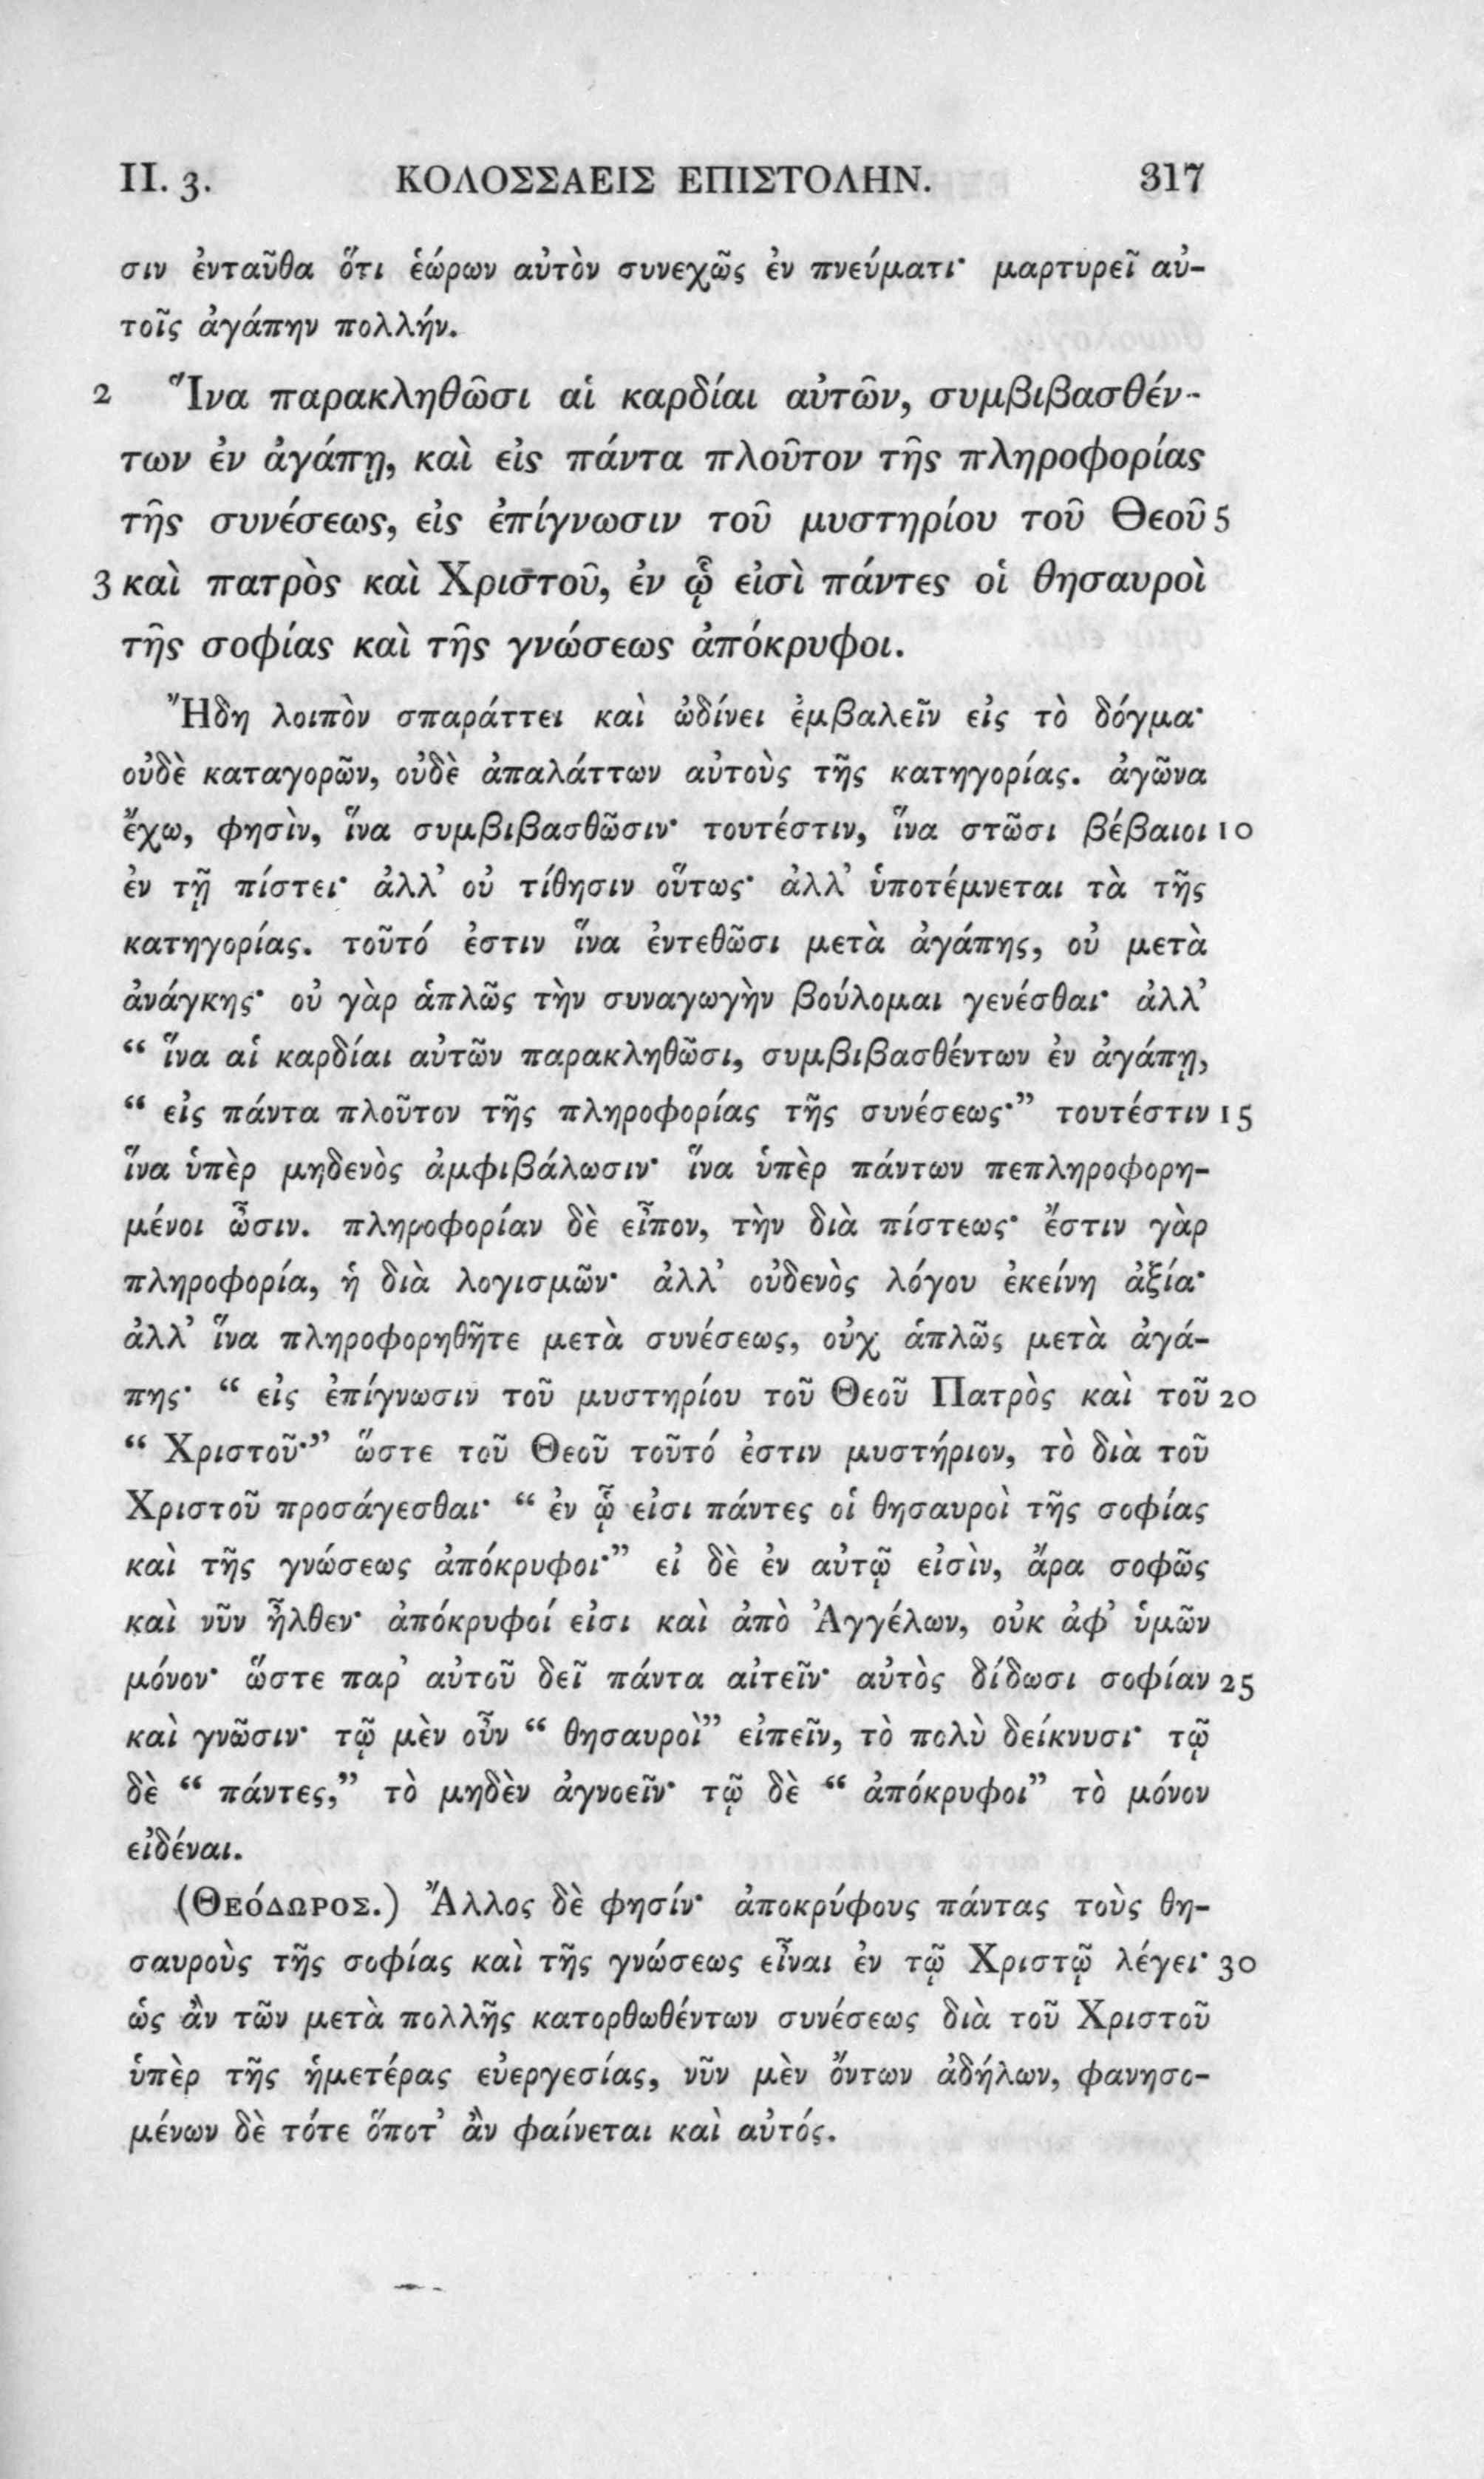 II. 3. ΚΟΛΟΣΣΑΕΙΣ ΕΠΙΣΤΟΛΗΝ. 317
σιν ἐνταῦθα ὅτι ἑώρων αὐτὸν συνεχῶς ἐν πνεύματι· μαρτυρεῖ αὐ-
τοῖς ἀγάπην πολλήν.
2 Ἵνα παρακληθῶσι αἱ καρδίαι αὐτῶν, συμβιβασθέν-
των ἐν ἀγάπῃ, καὶ εἰς πάντα πλοῦτον τῆς πληροφορίας
τῆς συνέσεως, εἰς ἐπίγνωσιν τοῦ μυστηρίου τοῦ Θεοῦ 5
3 καὶ πατρὸς καὶ Χριστοῦ, ἐν ᾧ εἰσὶ πάντες οἱ θησαυροὶ
τῆς σοφίας καὶ τῆς γνώσεως ἀπόκρυφοι.
Ἤδη λοιπὸν σπαράττει καὶ ὠδίνει ἐμβαλεῖν εἰς τὸ δόγμα·
οὐδὲ καταγορῶν, οὐδὲ ἀπαλάττων αὐτοὺς τῆς κατηγορίας. ἀγῶνα
ἔχω, φησὶν, ἵνα συμβιβασθῶσιν· τουτέστιν, ἵνα στῶσι βέβαιοι 10
ἐν τῇ πίστει· ἀλλ’ οὐ τίθησιν οὕτως· ἀλλ’ ὑποτέμνεται τὰ τῆς
κατηγορίας. τοῦτό ἐστιν ἵνα ἐντεθῶσι μετὰ ἀγάπης, οὐ μετὰ
ἀνάγκης· οὐ γὰρ ἁπλῶς τὴν συναγωγὴν βούλομαι γενέσθαι· ἀλλ’
“ ἵνα αἱ καρδίαι αὐτῶν παρακληθῶσι, συμβιβασθέντων ἐν ἀγάπῃ,
“ εἰς πάντα πλοῦτον τῆς πληροφορίας τῆς συνέσεως·” τουτέστιν 15
ἵνα ὑπὲρ μηδενὸς ἀμφιβάλωσιν· ἵνα ὑπὲρ πάντων πεπληροφορη-
μένοι ὦσιν. πληροφορίαν δὲ εἶπον, τὴν διὰ πίστεως· ἔστιν γὰρ
πληροφορία, ἡ διὰ λογισμῶν· ἀλλ’ οὐδενὸς λόγου ἐκείνη ἀξία·
ἀλλ’ ἵνα πληροφορηθῆτε μετὰ συνέσεως, οὐχ ἁπλῶς μετὰ ἀγά-
πης· “ εἰς ἐπίγνωσιν τοῦ μυστηρίου τοῦ Θεοῦ Πατρὸς καὶ τοῦ 20
“ Χριστοῦ·” ὥστε τοῦ Θεοῦ τοῦτό ἐστιν μυστήριον, τὸ διὰ τοῦ
Χριστοῦ προσάγεσθαι· “ ἐν ᾧ εἰσι πάντες οἱ θησαυροὶ τῆς σοφίας
καὶ τῆς γνώσεως ἀπόκρυφοι·” εἰ δὲ ἐν αὐτῷ εἰσὶν, ἄρα σοφῶς
καὶ νῦν ἦλθεν· ἀπόκρυφοί εἰσι καὶ ἀπὸ Ἀγγέλων, οὐκ ἀφ’ ὑμῶν
μόνον· ὥστε παρ’ αὐτοῦ δεῖ πάντα αἰτεῖν· αὐτὸς δίδωσι σοφίαν 25
καὶ γνῶσιν· τῷ μὲν οὖν “ θησαυροὶ” εἰπεῖν, τὸ πολὺ δείκνυσι· τῷ
δὲ “ πάντες,” τὸ μηδὲν ἀγνοεῖν· τῷ δὲ “ ἀπόκρυφοι” τὸ μόνον
εἰδέναι.
(ΘΕΌΔΩΡΟΣ.) Ἄλλος δὲ φησίν· ἀποκρύφους πάντας τοὺς θη-
σαυροὺς τῆς σοφίας καὶ τῆς γνώσεως εἶναι ἐν τῷ Χριστῷ λέγει· 30
ὡς ἂν τῶν μετὰ πολλῆς κατορθωθέντων συνέσεως διὰ τοῦ Χριστοῦ
ὑπὲρ τῆς ἡμετέρας εὐεργεσίας, νῦν μὲν ὄντων ἀδήλων, φανησο-
μένων δὲ τότε ὅποτ’ ἂν φαίνεται καὶ αὐτός.